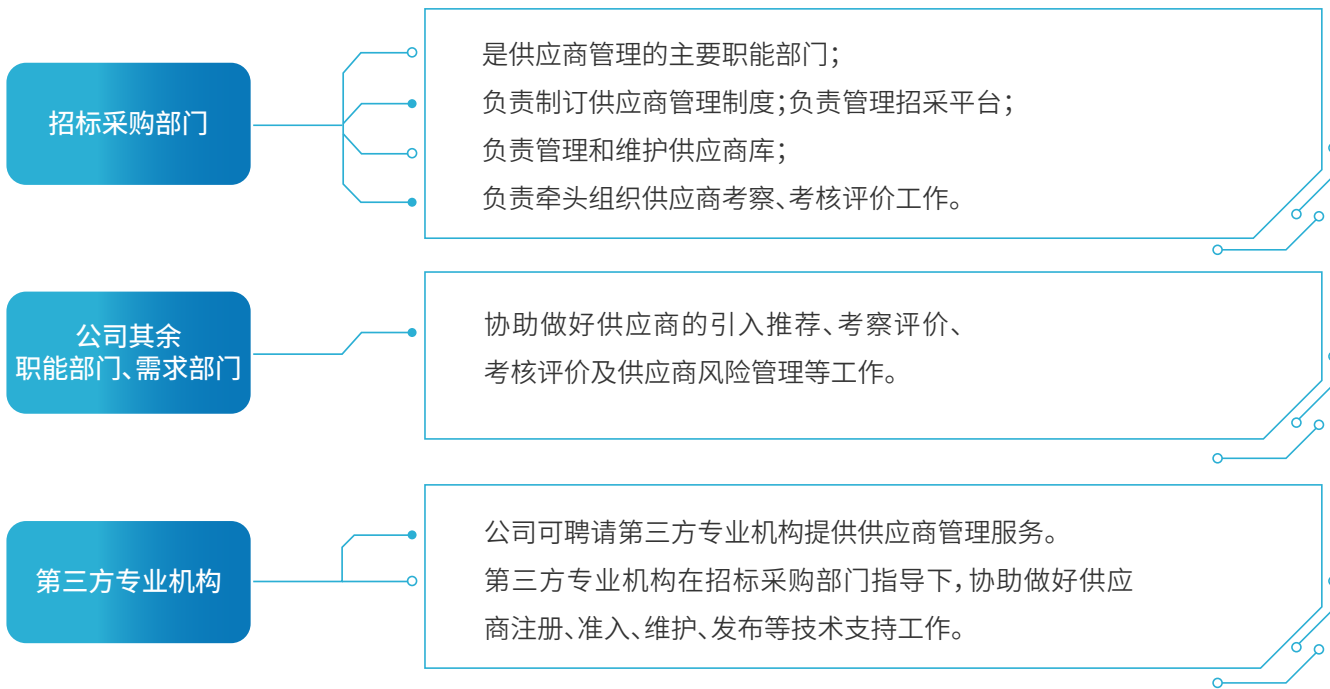 招标采购部门
是供应商管理的主要职能部门；
负责制订供应商管理制度；负责管理招采平台；
负责管理和维护供应商库；
负责牵头组织供应商考察、考核评价工作。
公司其余
职能部门、需求部门
协助做好供应商的引入推荐、考察评价、
考核评价及供应商风险管理等工作。
第三方专业机构
公司可聘请第三方专业机构提供供应商管理服务。
第三方专业机构在招标采购部门指导下，协助做好供应
商注册、准入、维护、发布等技术支持工作。